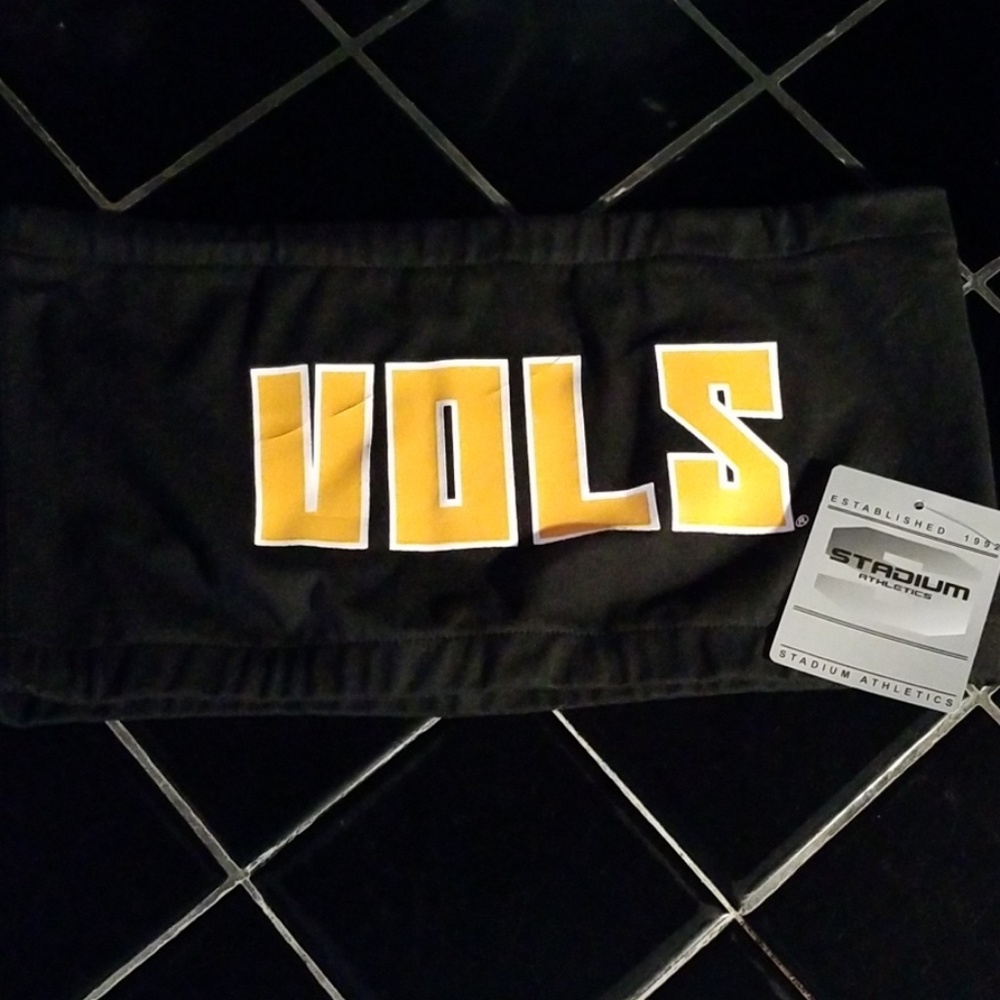 VOLS
®
ESTABLISHED 1992
STADIUM
ATHLETICS
STADIUM ATHLETICS